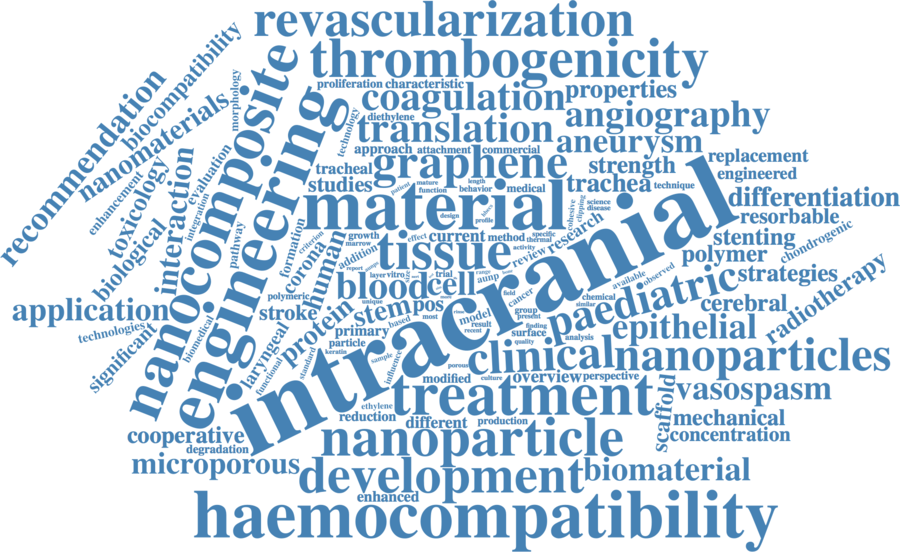 revascularization
thrombogenicity
proliferation
characteristic
coagulation
properties
diethylene
angiography
translation
aneurysm
approach
attachment
commercial
graphene
strength
replacement
tracheal
engineered
studies
trachea
technique
patient
mature
function
length
behavior
medical
material
differentiation
resorbable
design
profile
cohesive
clipping
science
disease
chondrogenic
stenting
tissue
current
method
specific
thermal
effect
activity
review
research
polymer
growth
marrow
criterion
addition
report
layer
vitro
trial
range
strategies
blood
cell
paediatric
cerebral
radiotherapy
available
observed
cancer
field
chemical
similar
stem
pos
unique
most
model
result
recent
group
present
finding
surface
quality
analysis
epithelial
primary
particle
keratin
based
sample
influence
porous
clinical
nanoparticles
intracranial
engineering
nanocomposite
recommendation
biocompatibility
nanomaterials
morphology
technology
enhancement
toxicology
evaluation
integration
interaction
biological
pathway
formation
corona
human
application
technologies
polymeric
stroke
significant
biomedical
laryngeal
protein
functional
standard
modified
culture
overview
perspective
treatment
vasospasm
scaffold
ethylene
reduction
different
production
mechanical
concentration
cooperative
degradation
nanoparticle
microporous
development
biomaterial
enhanced
haemocompatibility